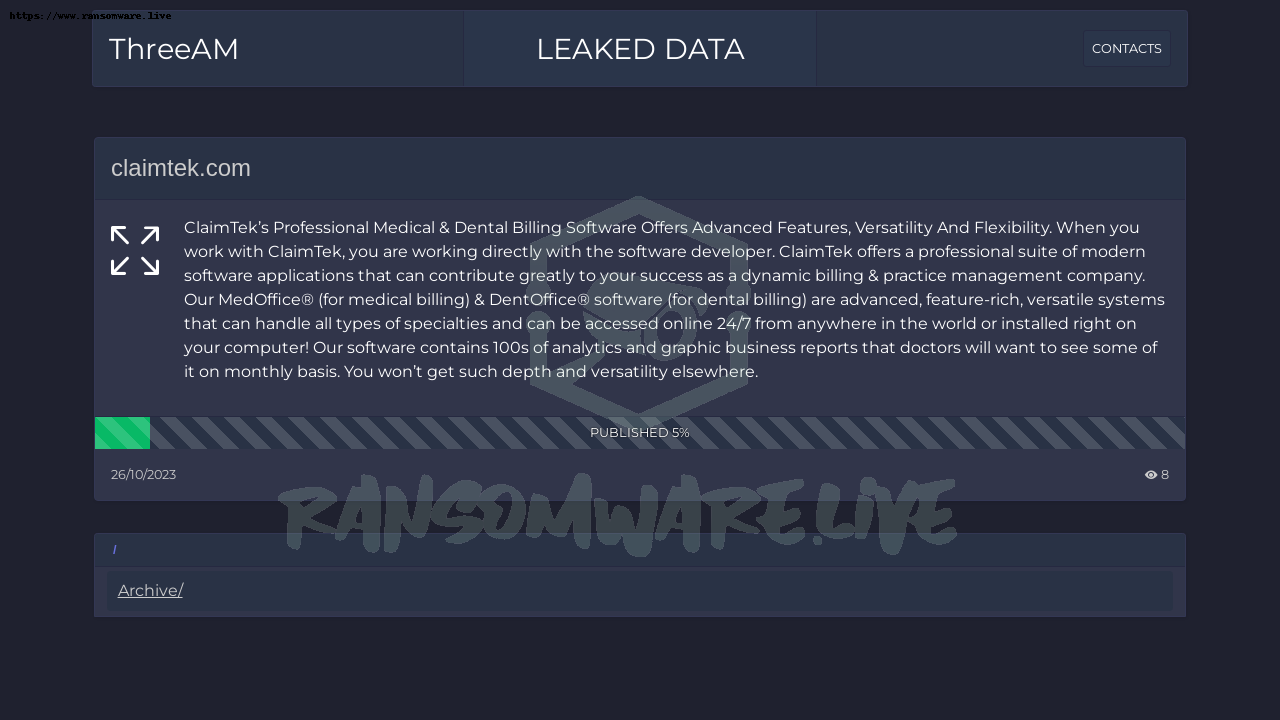 https://www.ransomware.live
ThreeAM
LEAKED DATA
CONTACTS
claimtek.com
ClaimTek’s Professional Medical & Dental Billing Software Offers Advanced Features, Versatility And Flexibility. When you
work with ClaimTek, you are working directly with the software developer. ClaimTek offers a professional suite of modern
software applications that can contribute greatly to your success as a dynamic billing & practice management company.
Our MedOffice® (for medical billing) & DentOffice® software (for dental billing) are advanced, feature-rich, versatile systems
that can handle all types of specialties and can be accessed online 24/7 from anywhere in the world or installed right on
your computer! Our software contains 100s of analytics and graphic business reports that doctors will want to see some of
it on monthly basis. You won’t get such depth and versatility elsewhere.
PUBLISHED 5%
26/10/2023
8
RANSOMWARE.LIVE
/
Archive/